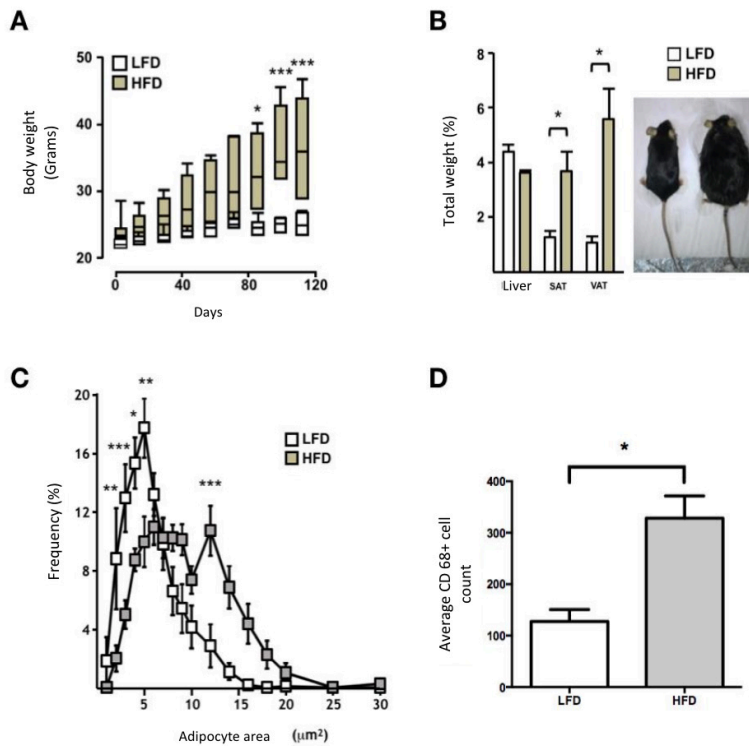 A
LFD
HFD
Body weight
(Grams)
50
40
30
20
*
***
***
0
40
80
120
Days
B
LFD
HFD
Total weight (%)
8
6
4
2
*
*
Liver
SAT
VAT
C
LFD
HFD
Frequency (%)
20
16
12
8
4
**
***
*
**
***
5
10
15
20
25
30
Adipocyte area (μm²)
D
*
Average CD 68+ cell
count
400
300
200
100
0
LFD
HFD